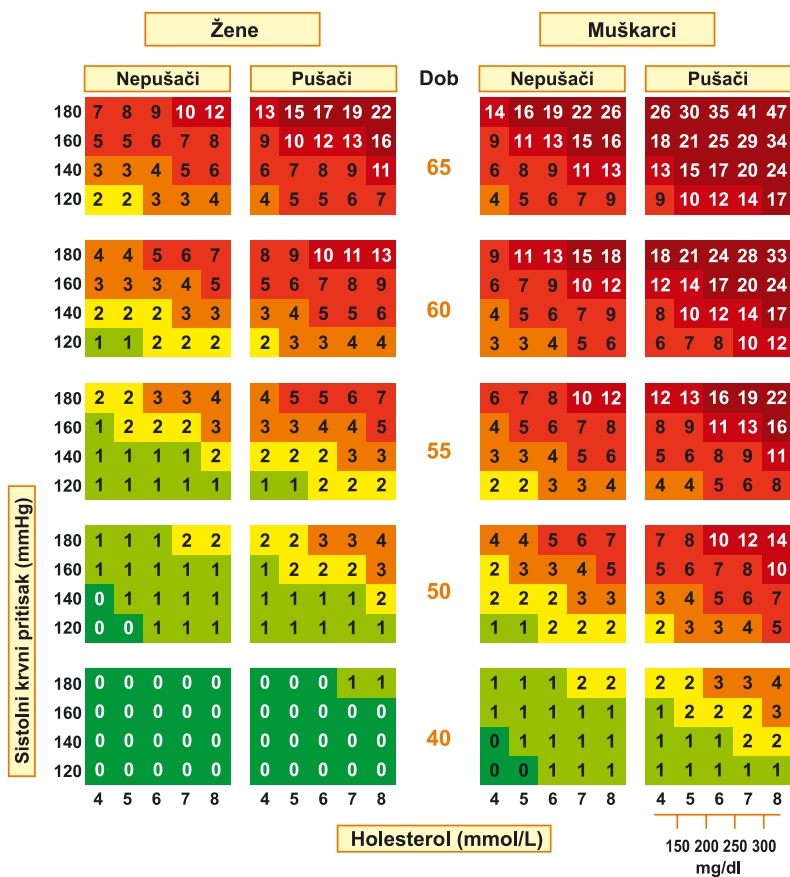 Žene Muškarci
Nepušači Pušači Dob Nepušači Pušači
180 7 8 9 10 12 13 15 17 19 22 14 16 19 22 26 26 30 35 41 47
160 5 5 6 7 8 9 10 12 13 16 9 11 13 15 16 18 21 25 29 34
65
140 3 3 4 5 6 6 7 8 9 11 6 8 9 11 13 13 15 17 20 24
120 2 2 3 3 4 4 5 5 6 7 4 5 6 7 9 9 10 12 14 17
180 4 4 5 6 7 8 9 10 11 13 9 11 13 15 18 18 21 24 28 33
160 3 3 3 4 5 5 6 7 8 9 6 7 9 10 12 12 14 17 20 24
60
140 2 2 2 3 3 3 4 5 5 6 4 5 6 7 9 8 10 12 14 17
120 1 1 2 2 2 2 3 3 4 4 3 3 4 5 6 6 7 8 10 12
180 2 2 3 3 4 4 5 5 6 7 6 7 8 10 12 12 13 16 19 22
160 1 2 2 2 3 3 3 4 4 5 4 5 6 7 8 8 9 11 13 16
55
140 1 1 1 1 2 2 2 2 3 3 3 3 4 5 6 5 6 8 9 11
120 1 1 1 1 1 1 1 2 2 2 2 2 3 3 4 4 4 5 6 8
180 1 1 1 2 2 2 2 3 3 4 4 4 5 6 7 7 8 10 12 14
160 1 1 1 1 1 1 2 2 2 3 2 3 3 4 5 5 6 7 8 10
50
140 0 1 1 1 1 1 1 1 1 2 2 2 2 3 3 3 4 5 6 7
120 0 0 1 1 1 1 1 1 1 1 1 1 2 2 2 2 3 3 4 5
180 0 0 0 0 0 0 0 0 1 1 1 1 1 2 2 2 2 3 3 4
160 0 0 0 0 0 0 0 0 0 0 1 1 1 1 1 1 2 2 2 3
40
140 0 0 0 0 0 0 0 0 0 0 0 1 1 1 1 1 1 1 2 2
120 0 0 0 0 0 0 0 0 0 0 0 0 1 1 1 1 1 1 1 1
4 5 6 7 8 4 5 6 7 8 4 5 6 7 8 4 5 6 7 8
Sistolni krvni pritisak (mmHg)
Holesterol (mmol/L)
150 200 250 300
mg/dl